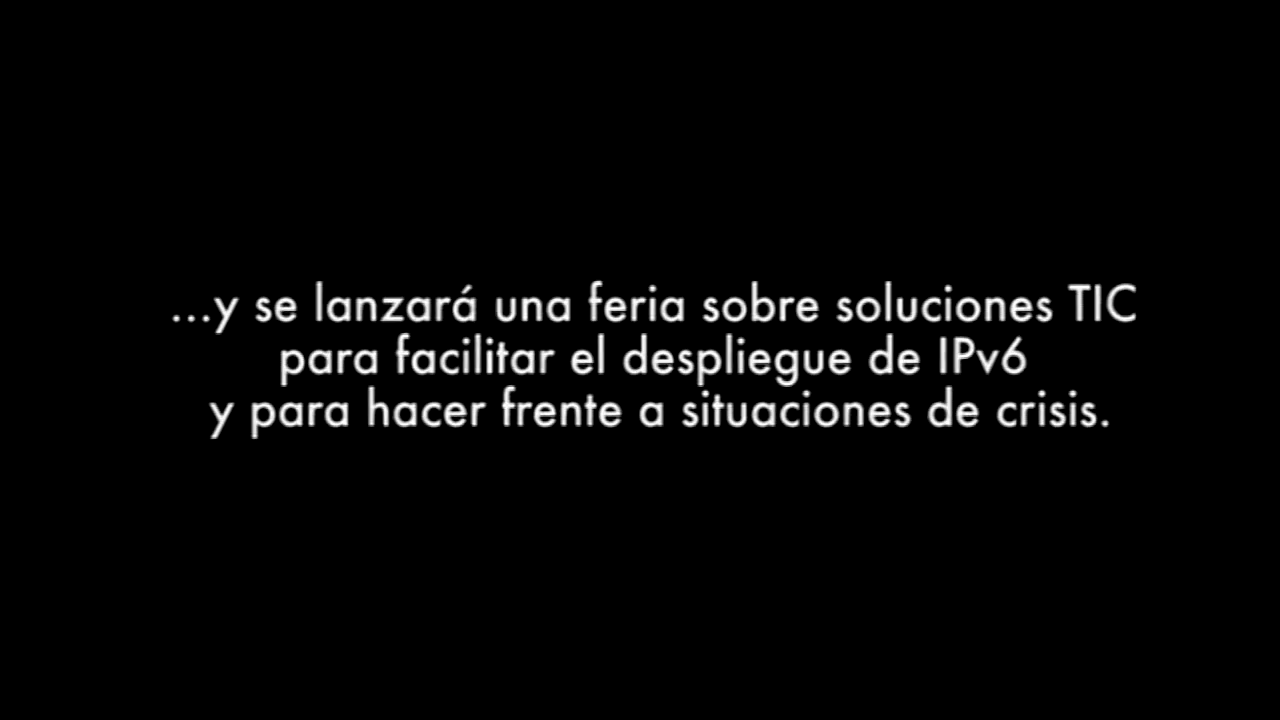 ...y se lanzará una feria sobre soluciones TIC
para facilitar el despliegue de IPv6
y para hacer frente a situaciones de crisis.